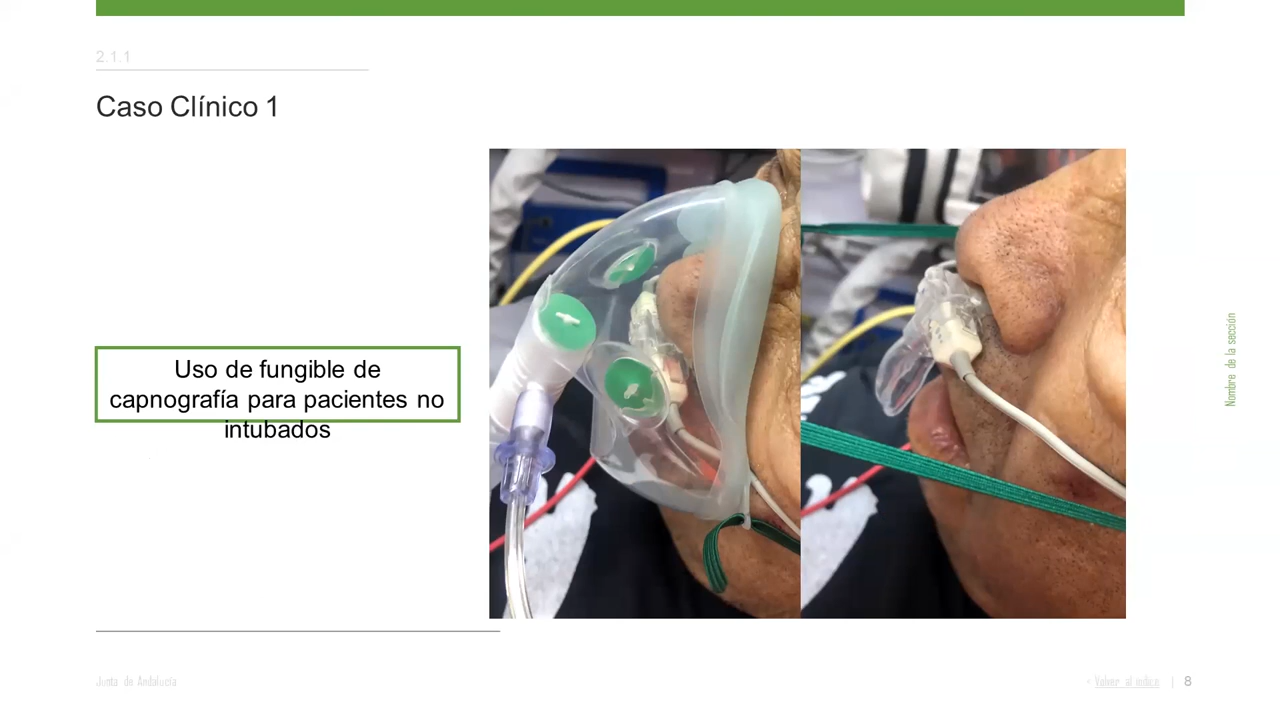 2.1.1
Caso Clínico 1
Uso de fungible de
capnografía para pacientes no
intubados
Nombre de la sección
Junta de Andalucía
‹ Volver al índice | 8